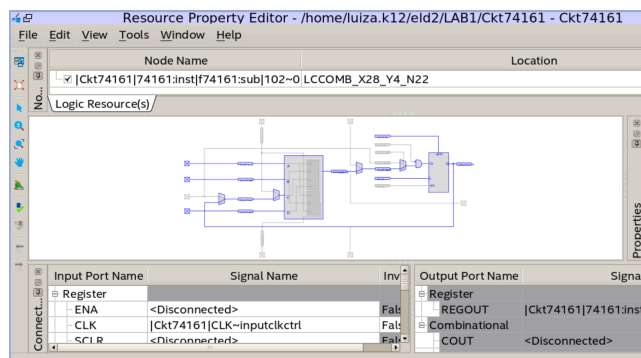 Resource Property Editor - /home/luiza.k12/eld2/LAB1/Ckt74161 - Ckt74161
File Edit View Tools Window Help
Node Name Location
|Ckt74161|74161:inst|f74161:sub|102~0 LCCOMB_X28_Y4_N22
No...
Logic Resource(s)
Properties
Input Port Name Signal Name Inv Output Port Name Signa
Register Register
ENA <Disconnected> Fals REGOUT |Ckt74161|74161:inst
CLK |Ckt74161|CLK~inputclkctrl Fals Combinational
SCLR <Disconnected> Fals COUT <Disconnected>
Connect...